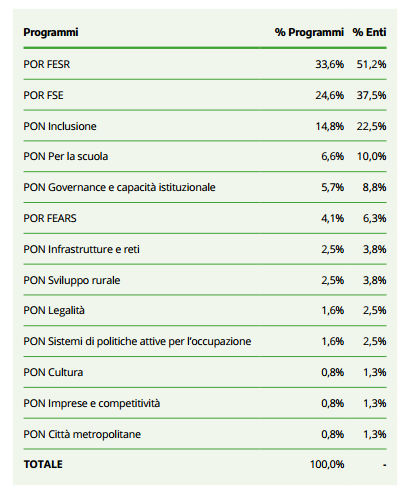 Programmi % Programmi % Enti
POR FESR 33,6% 51,2%
POR FSE 24,6% 37,5%
PON Inclusione 14,8% 22,5%
PON Per la scuola 6,6% 10,0%
PON Governance e capacità istituzionale 5,7% 8,8%
POR FEARS 4,1% 6,3%
PON Infrastrutture e reti 2,5% 3,8%
PON Sviluppo rurale 2,5% 3,8%
PON Legalità 1,6% 2,5%
PON Sistemi di politiche attive per l’occupazione 1,6% 2,5%
PON Cultura 0,8% 1,3%
PON Imprese e competitività 0,8% 1,3%
PON Città metropolitane 0,8% 1,3%
TOTALE 100,0% -